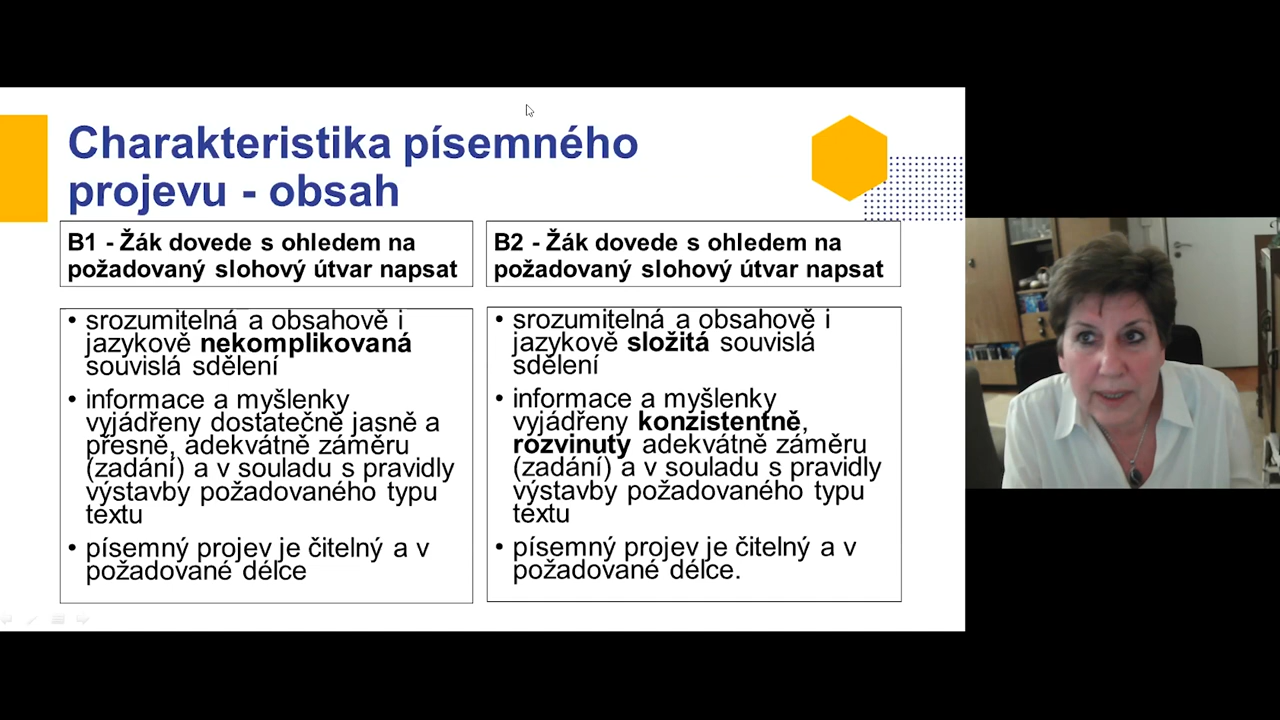 Charakteristika písemného
projevu - obsah
B1 - Žák dovede s ohledem na
požadovaný slohový útvar napsat
• srozumitelná a obsahově i
jazykově nekomplikovaná
souvislá sdělení
• informace a myšlenky
vyjádřeny dostatečně jasně a
přesně, adekvátně záměru
(zadání) a v souladu s pravidly
výstavby požadovaného typu
textu
• písemný projev je čitelný a v
požadované délce
B2 - Žák dovede s ohledem na
požadovaný slohový útvar napsat
• srozumitelná a obsahově i
jazykově složitá souvislá
sdělení
• informace a myšlenky
vyjádřeny konzistentně,
rozvinuty adekvátně záměru
(zadání) a v souladu s pravidly
výstavby požadovaného typu
textu
• písemný projev je čitelný a v
požadované délce.